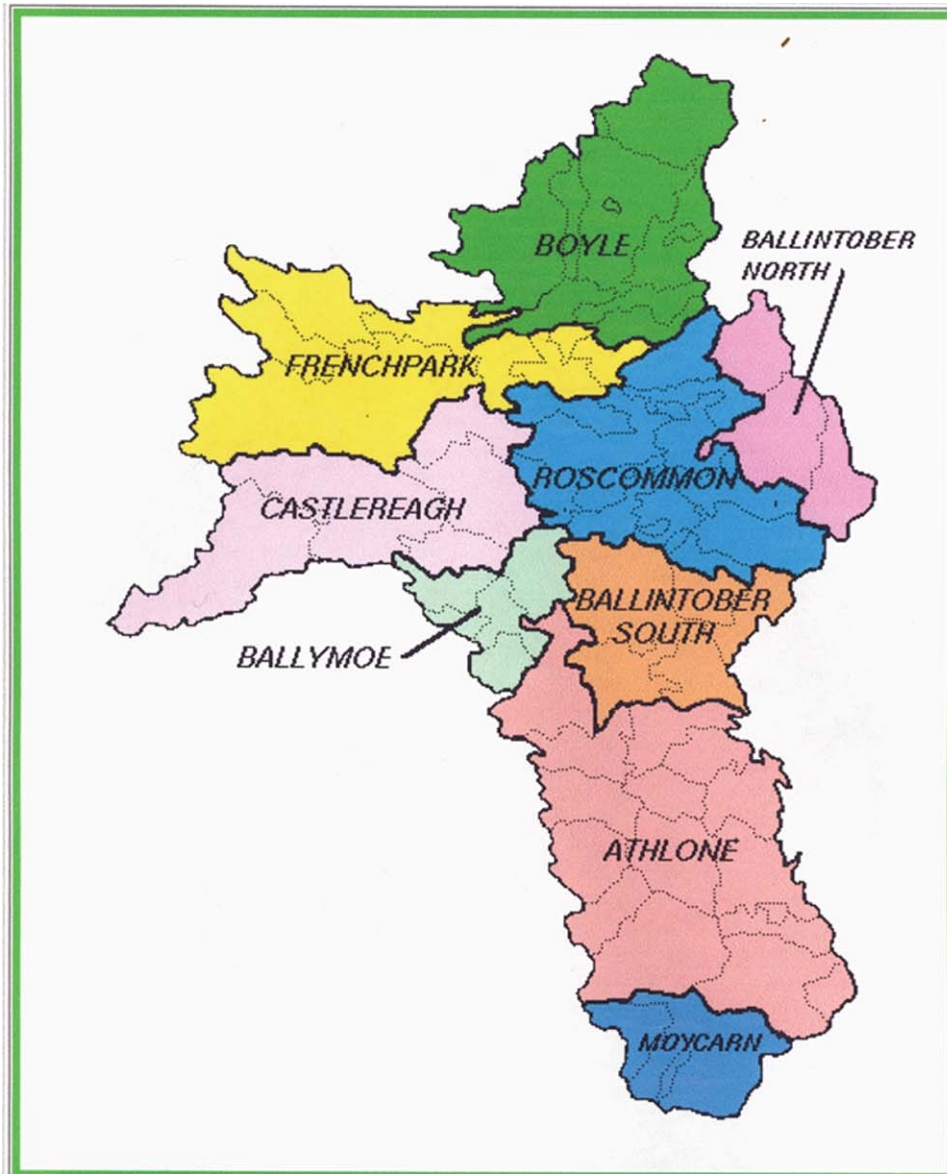 BOYLE
BALLINTOBER
NORTH
FRENCHPARK
ROSCOMMON
CASTLEREAGH
BALLINTOBER
SOUTH
BALLYMOE
ATHLONE
MOYCARN